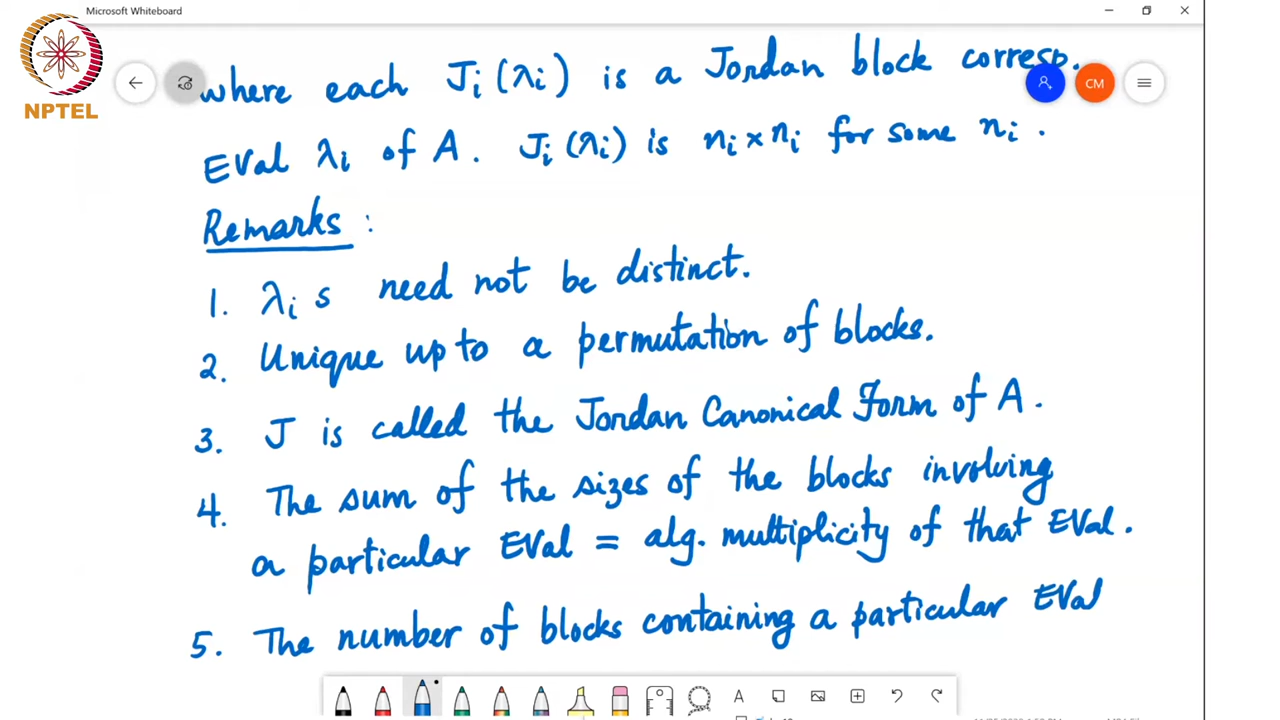 Microsoft Whiteboard
NPTEL
CM
where each Jᵢ(λᵢ) is a Jordan block corresp.
EVal λᵢ of A. Jᵢ(λᵢ) is nᵢ×nᵢ for some nᵢ.
Remarks:
1. λᵢs need not be distinct.
2. Unique up to a permutation of blocks.
3. J is called the Jordan Canonical Form of A.
4. The sum of the sizes of the blocks involving
a particular EVal = alg. multiplicity of that EVal.
5. The number of blocks containing a particular EVal
A